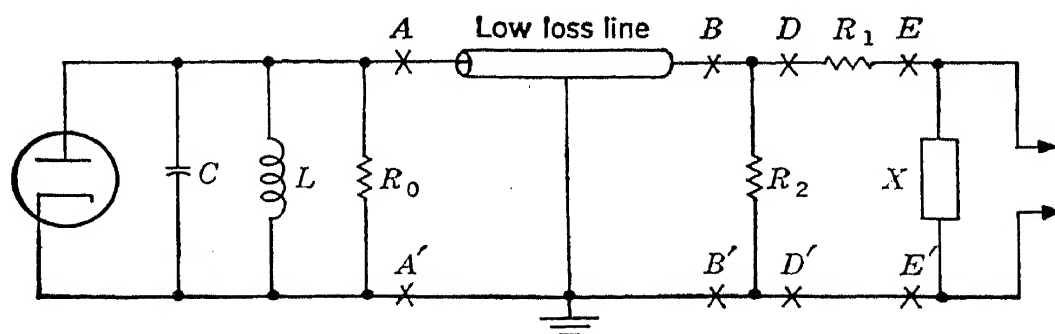 A Low loss line B D R₁ E
C L R₀ R₂ X
A′ B′ D′ E′